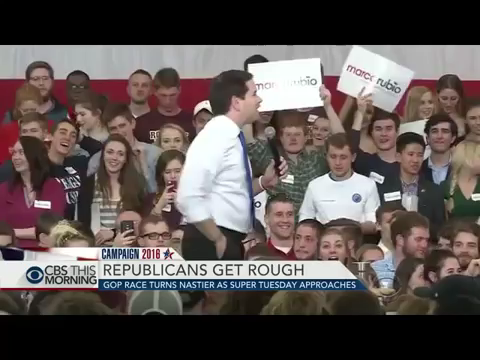 marco rubio
marco rubio
CAMPAIGN 2016
CBS THIS MORNING
REPUBLICANS GET ROUGH
GOP RACE TURNS NASTIER AS SUPER TUESDAY APPROACHES